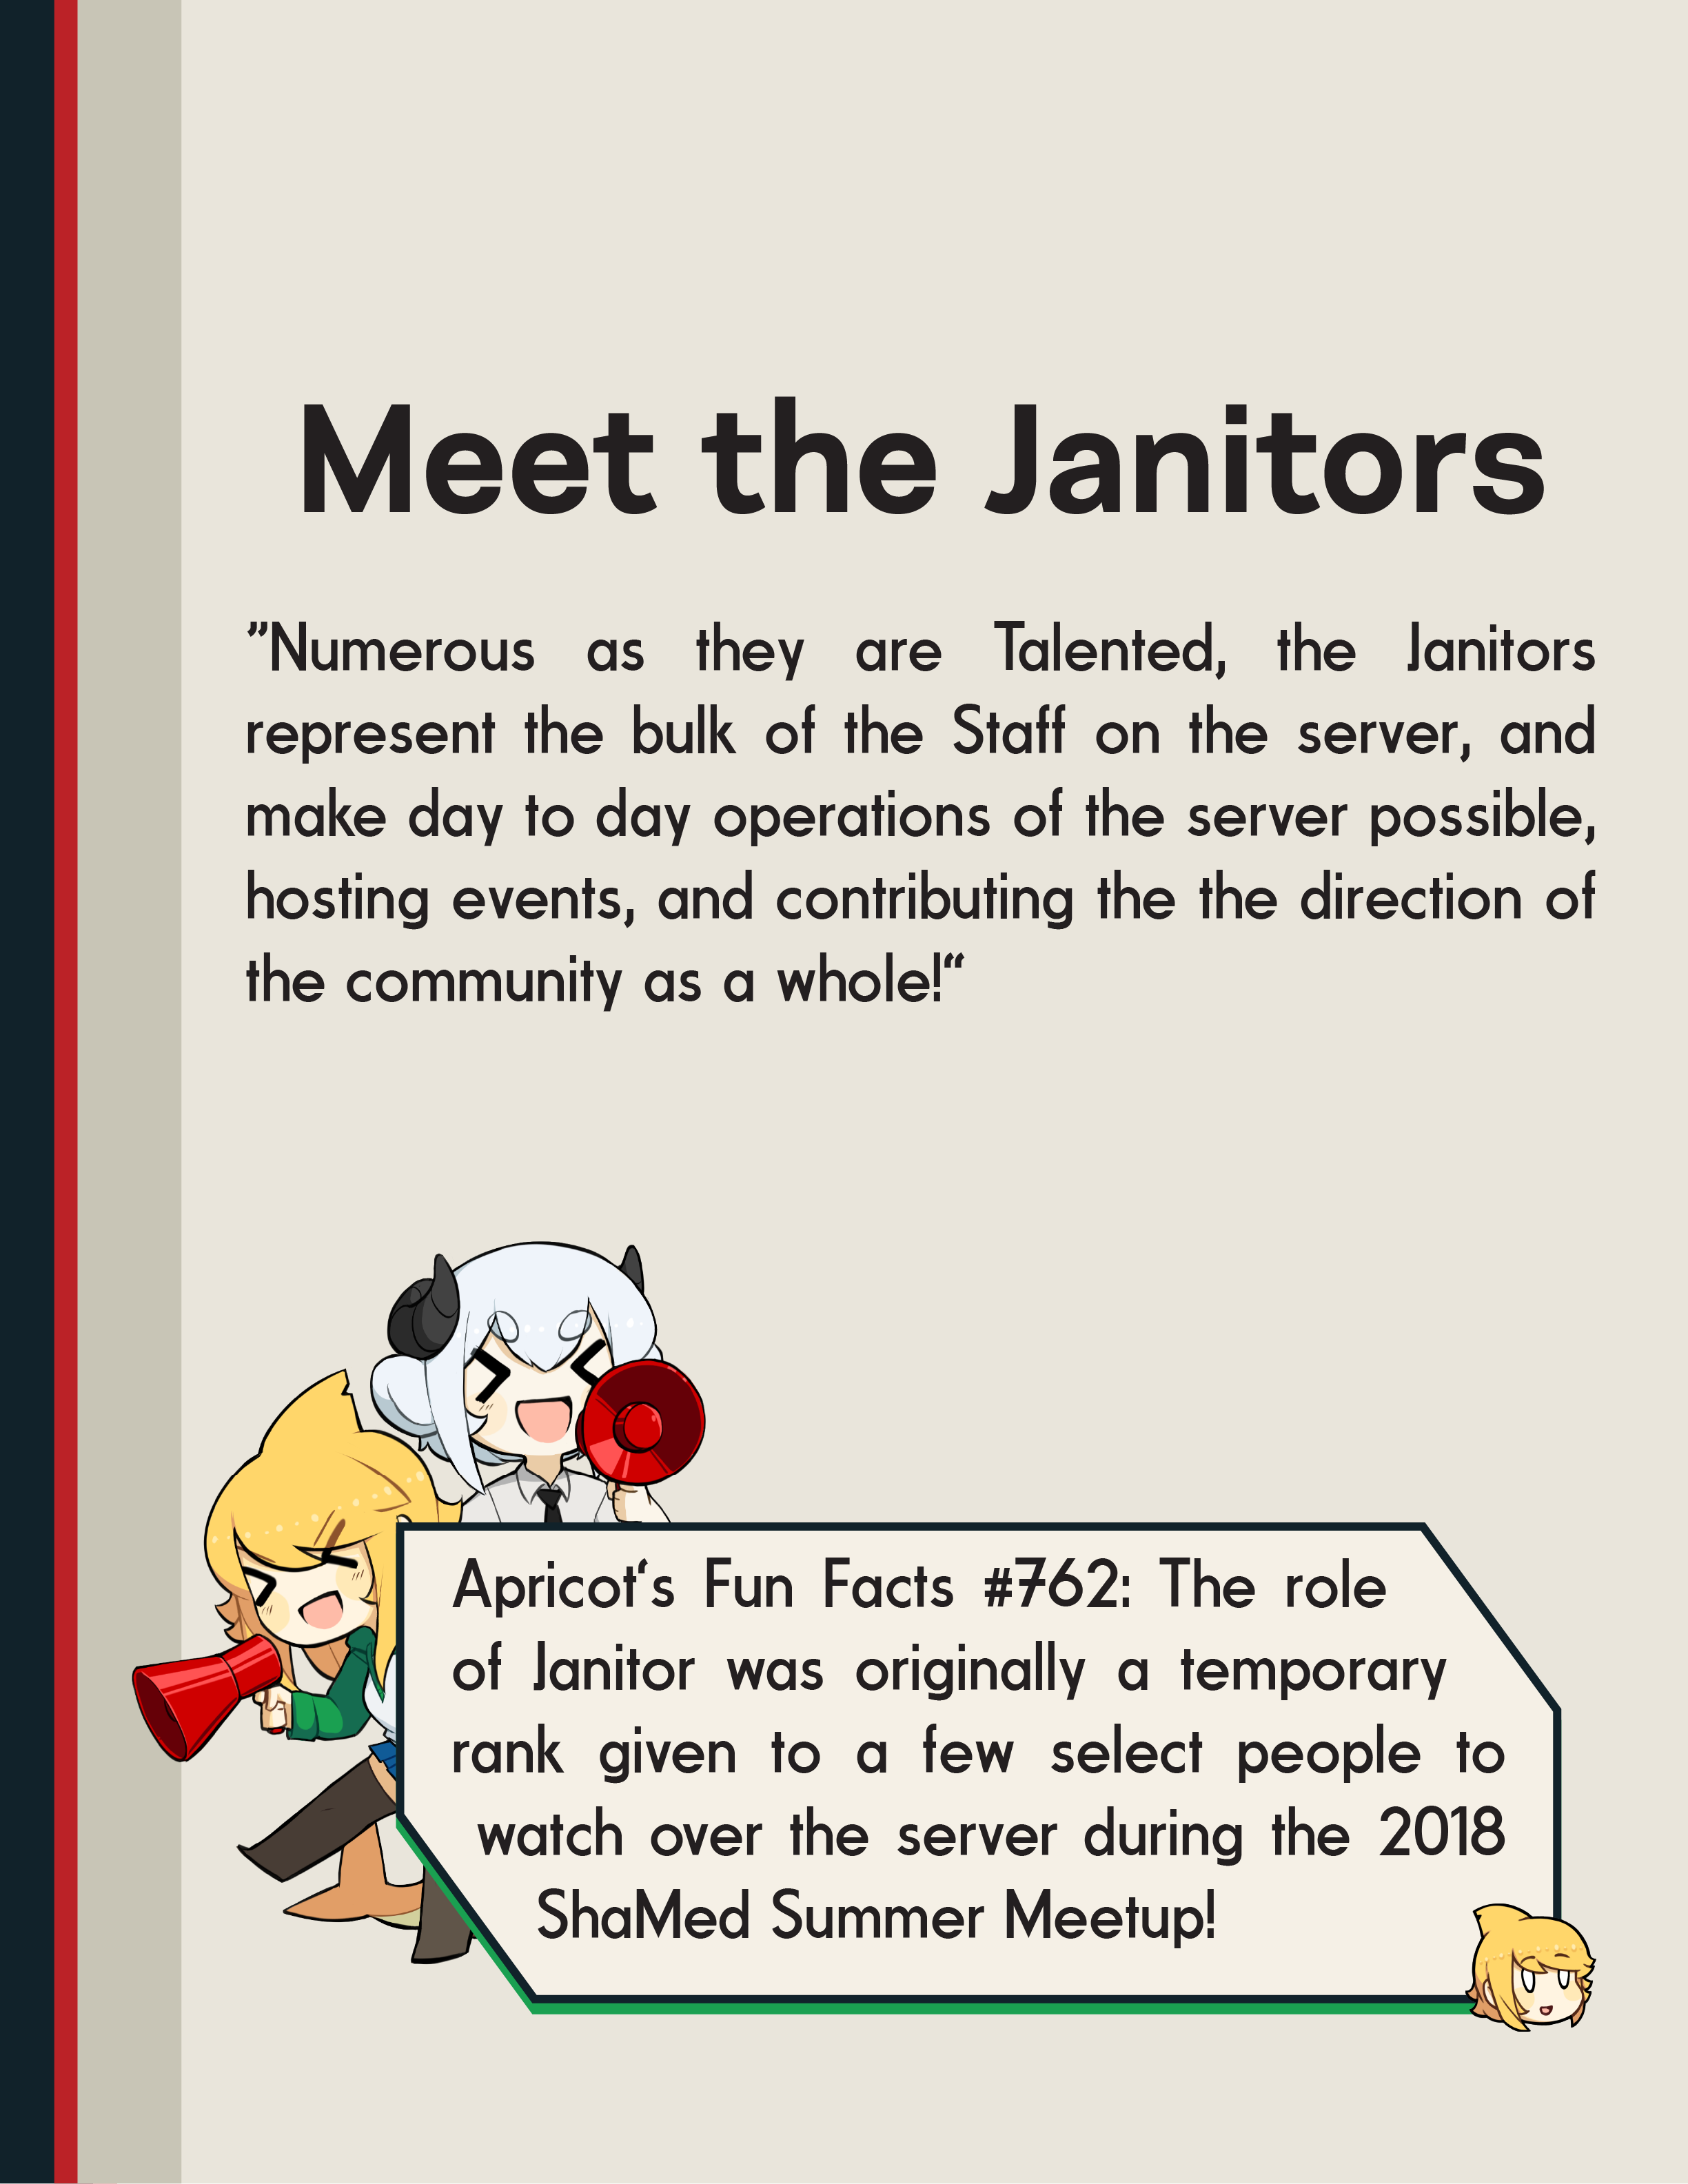 Meet the Janitors
”Numerous as they are Talented, the Janitors
represent the bulk of the Staff on the server, and
make day to day operations of the server possible,
hosting events, and contributing the the direction of
the community as a whole!“
Apricot‘s Fun Facts #762: The role
of Janitor was originally a temporary
rank given to a few select people to
watch over the server during the 2018
ShaMed Summer Meetup!